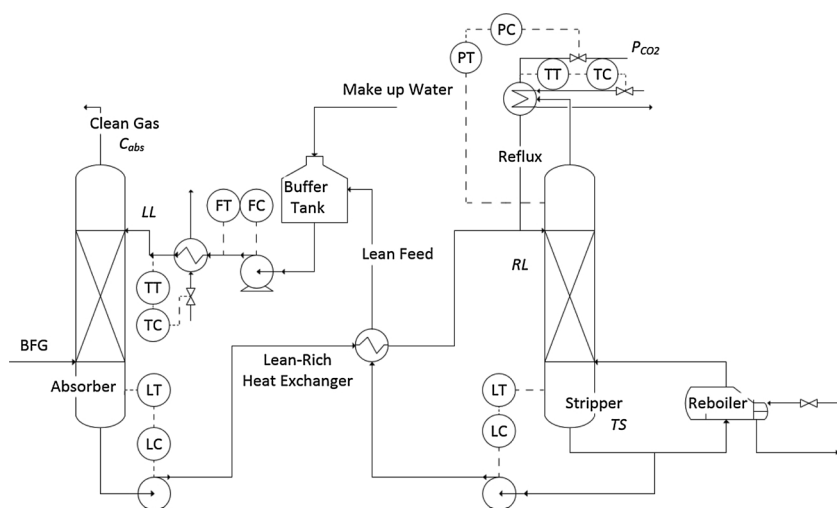 PC
P_CO2
PT
TT
TC
Make up Water
Clean Gas
C_abs
Reflux
Buffer
Tank
FT
FC
LL
Lean Feed
RL
TT
TC
BFG
Lean-Rich
Heat Exchanger
Absorber
LT
LT
Stripper
Reboiler
TS
LC
LC